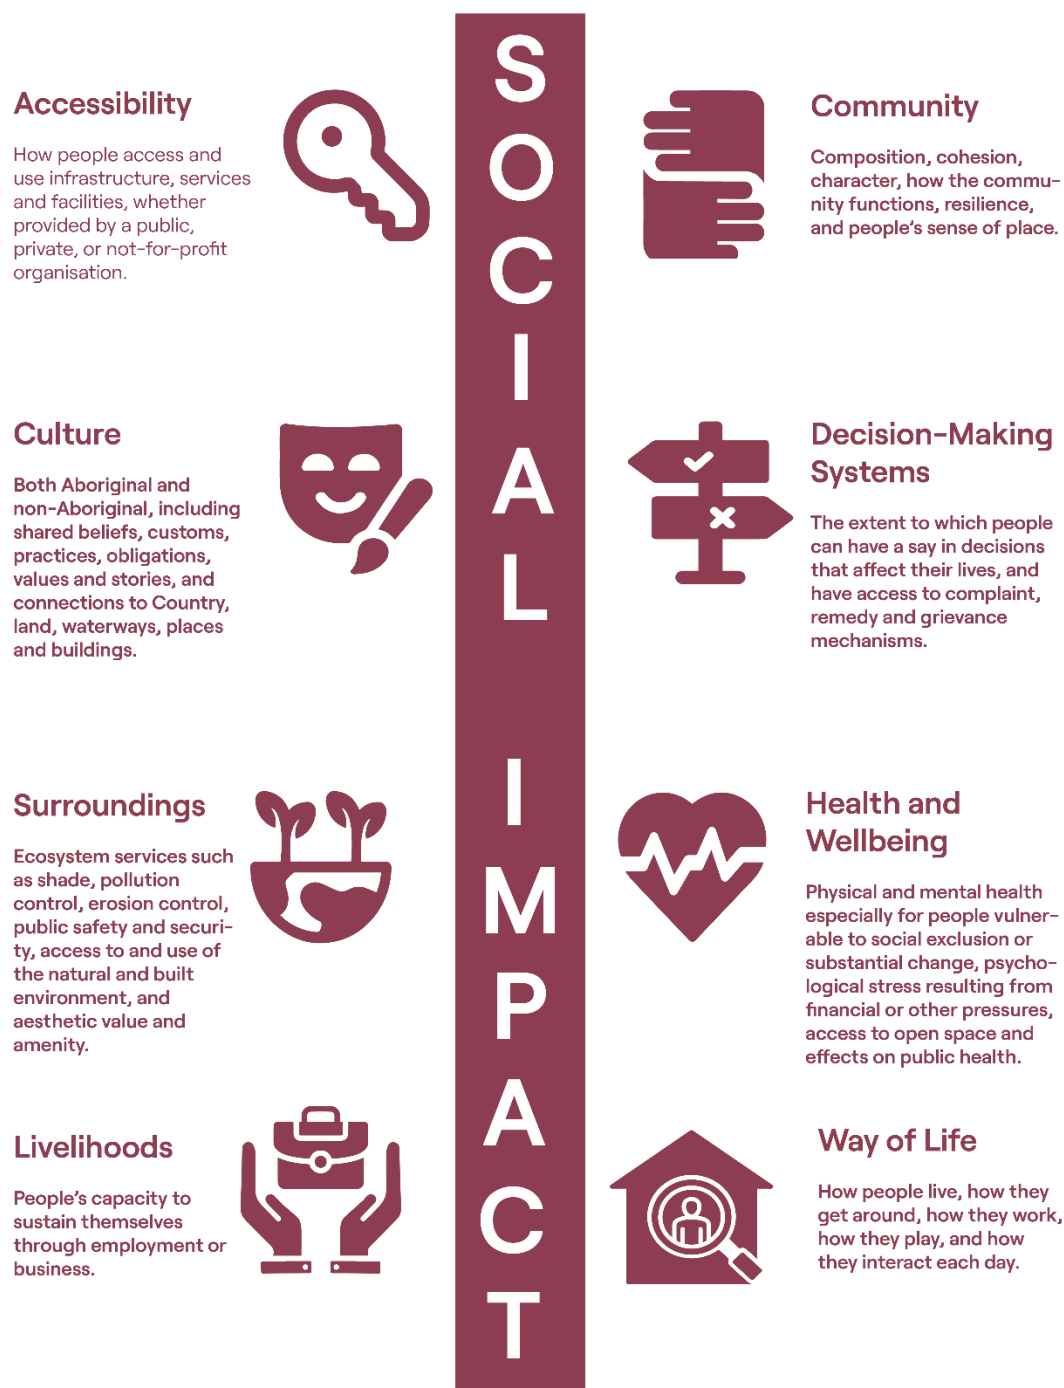 SOCIAL IMPACT
Accessibility
How people access and
use infrastructure, services
and facilities, whether
provided by a public,
private, or not-for-profit
organisation.
Community
Composition, cohesion,
character, how the commu-
nity functions, resilience,
and people's sense of place.
Culture
Both Aboriginal and
non-Aboriginal, including
shared beliefs, customs,
practices, obligations,
values and stories, and
connections to Country,
land, waterways, places
and buildings.
Decision-Making
Systems
The extent to which people
can have a say in decisions
that affect their lives, and
have access to complaint,
remedy and grievance
mechanisms.
Surroundings
Ecosystem services such
as shade, pollution
control, erosion control,
public safety and securi-
ty, access to and use of
the natural and built
environment, and
aesthetic value and
amenity.
Health and
Wellbeing
Physical and mental health
especially for people vulner-
able to social exclusion or
substantial change, psycho-
logical stress resulting from
financial or other pressures,
access to open space and
effects on public health.
Livelihoods
People's capacity to
sustain themselves
through employment or
business.
Way of Life
How people live, how they
get around, how they work,
how they play, and how
they interact each day.